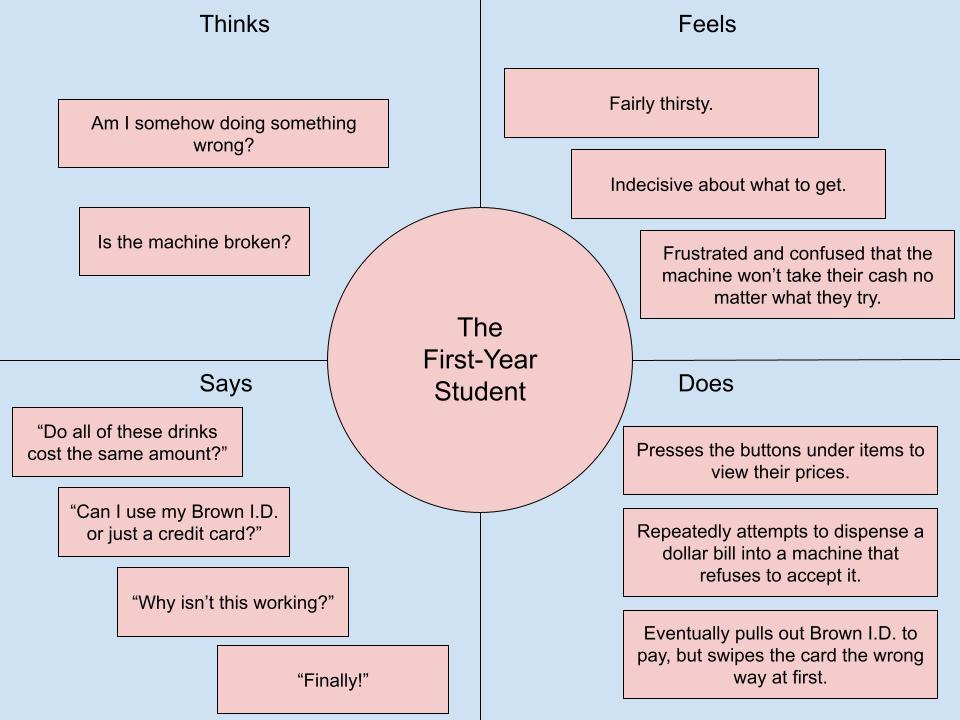 Thinks
Am I somehow doing something
wrong?
Is the machine broken?
Feels
Fairly thirsty.
Indecisive about what to get.
Frustrated and confused that the
machine won’t take their cash no
matter what they try.
The
First-Year
Student
Says
“Do all of these drinks
cost the same amount?”
“Can I use my Brown I.D.
or just a credit card?”
“Why isn’t this working?”
“Finally!”
Does
Presses the buttons under items to
view their prices.
Repeatedly attempts to dispense a
dollar bill into a machine that
refuses to accept it.
Eventually pulls out Brown I.D. to
pay, but swipes the card the wrong
way at first.